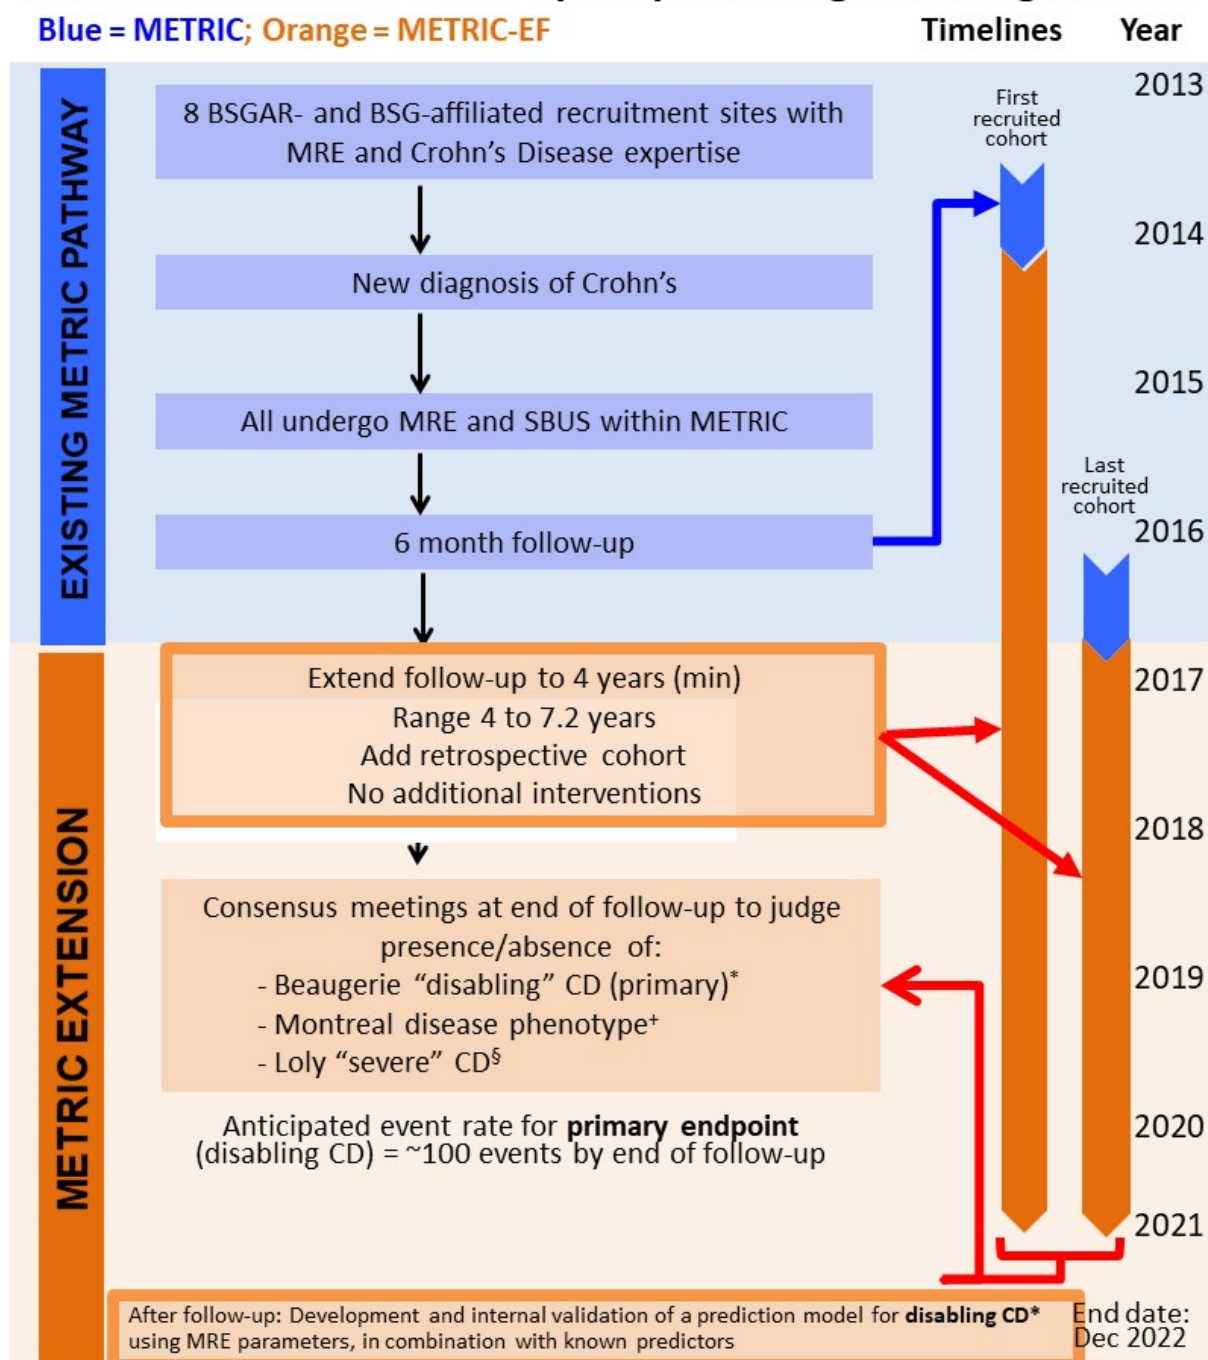 Blue = METRIC; Orange = METRIC-EF
Timelines
Year
EXISTING METRIC PATHWAY
8 BSGAR- and BSG-affiliated recruitment sites with
MRE and Crohn's Disease expertise
New diagnosis of Crohn's
All undergo MRE and SBUS within METRIC
6 month follow-up
First
recruited
cohort
Last
recruited
cohort
2013
2014
2015
2016
2017
2018
2019
2020
2021
METRIC EXTENSION
Extend follow-up to 4 years (min)
Range 4 to 7.2 years
Add retrospective cohort
No additional interventions
Consensus meetings at end of follow-up to judge
presence/absence of:
- Beaugerie “disabling” CD (primary)*
- Montreal disease phenotype+
- Loly “severe” CD§
Anticipated event rate for primary endpoint
(disabling CD) = ~100 events by end of follow-up
After follow-up: Development and internal validation of a prediction model for disabling CD*
using MRE parameters, in combination with known predictors
End date:
Dec 2022